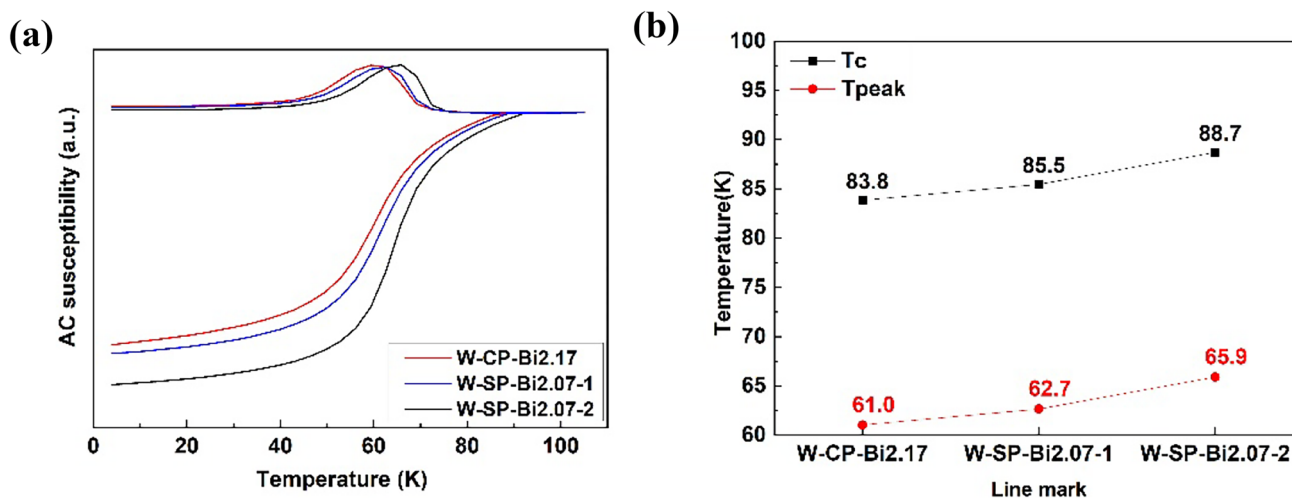 (a)
AC susceptibility (a.u.)
W-CP-Bi2.17
W-SP-Bi2.07-1
W-SP-Bi2.07-2
0 20 40 60 80 100
Temperature (K)
(b)
Temperature(K)
100
95
90
85
80
75
70
65
60
Tc
Tpeak
83.8
85.5
88.7
61.0
62.7
65.9
W-CP-Bi2.17 W-SP-Bi2.07-1 W-SP-Bi2.07-2
Line mark